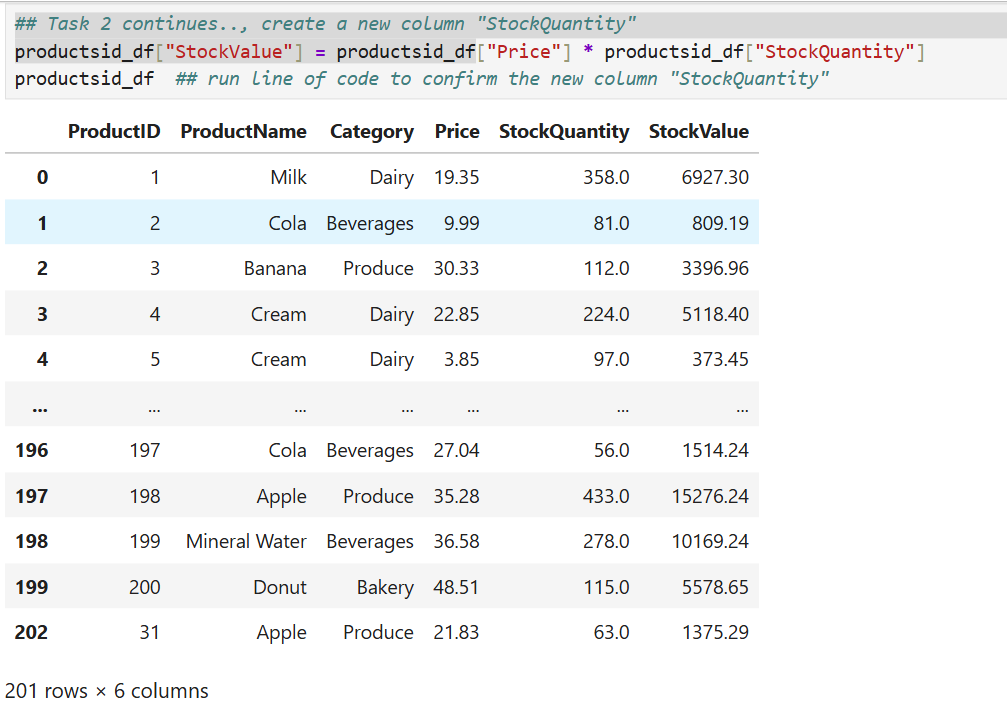 ## Task 2 continues.., create a new column "StockQuantity"
productsid_df["StockValue"] = productsid_df["Price"] * productsid_df["StockQuantity"]
productsid_df  ## run line of code to confirm the new column "StockQuantity"
ProductID ProductName Category Price StockQuantity StockValue
0 1 Milk Dairy 19.35 358.0 6927.30
1 2 Cola Beverages 9.99 81.0 809.19
2 3 Banana Produce 30.33 112.0 3396.96
3 4 Cream Dairy 22.85 224.0 5118.40
4 5 Cream Dairy 3.85 97.0 373.45
... ... ... ... ... ... ...
196 197 Cola Beverages 27.04 56.0 1514.24
197 198 Apple Produce 35.28 433.0 15276.24
198 199 Mineral Water Beverages 36.58 278.0 10169.24
199 200 Donut Bakery 48.51 115.0 5578.65
202 31 Apple Produce 21.83 63.0 1375.29
201 rows × 6 columns